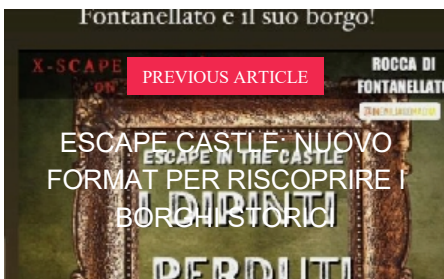 Fontanellato e il suo borgo!
X-SCAPE
ON
ROCCA DI
FONTANELLATO
PREVIOUS ARTICLE
ESCAPE CASTLE: NUOVO
FORMAT PER RISCOPRIRE I
BORGHI STORICI
ESCAPE IN THE CASTLE
I DIPINTI
PERDUTI